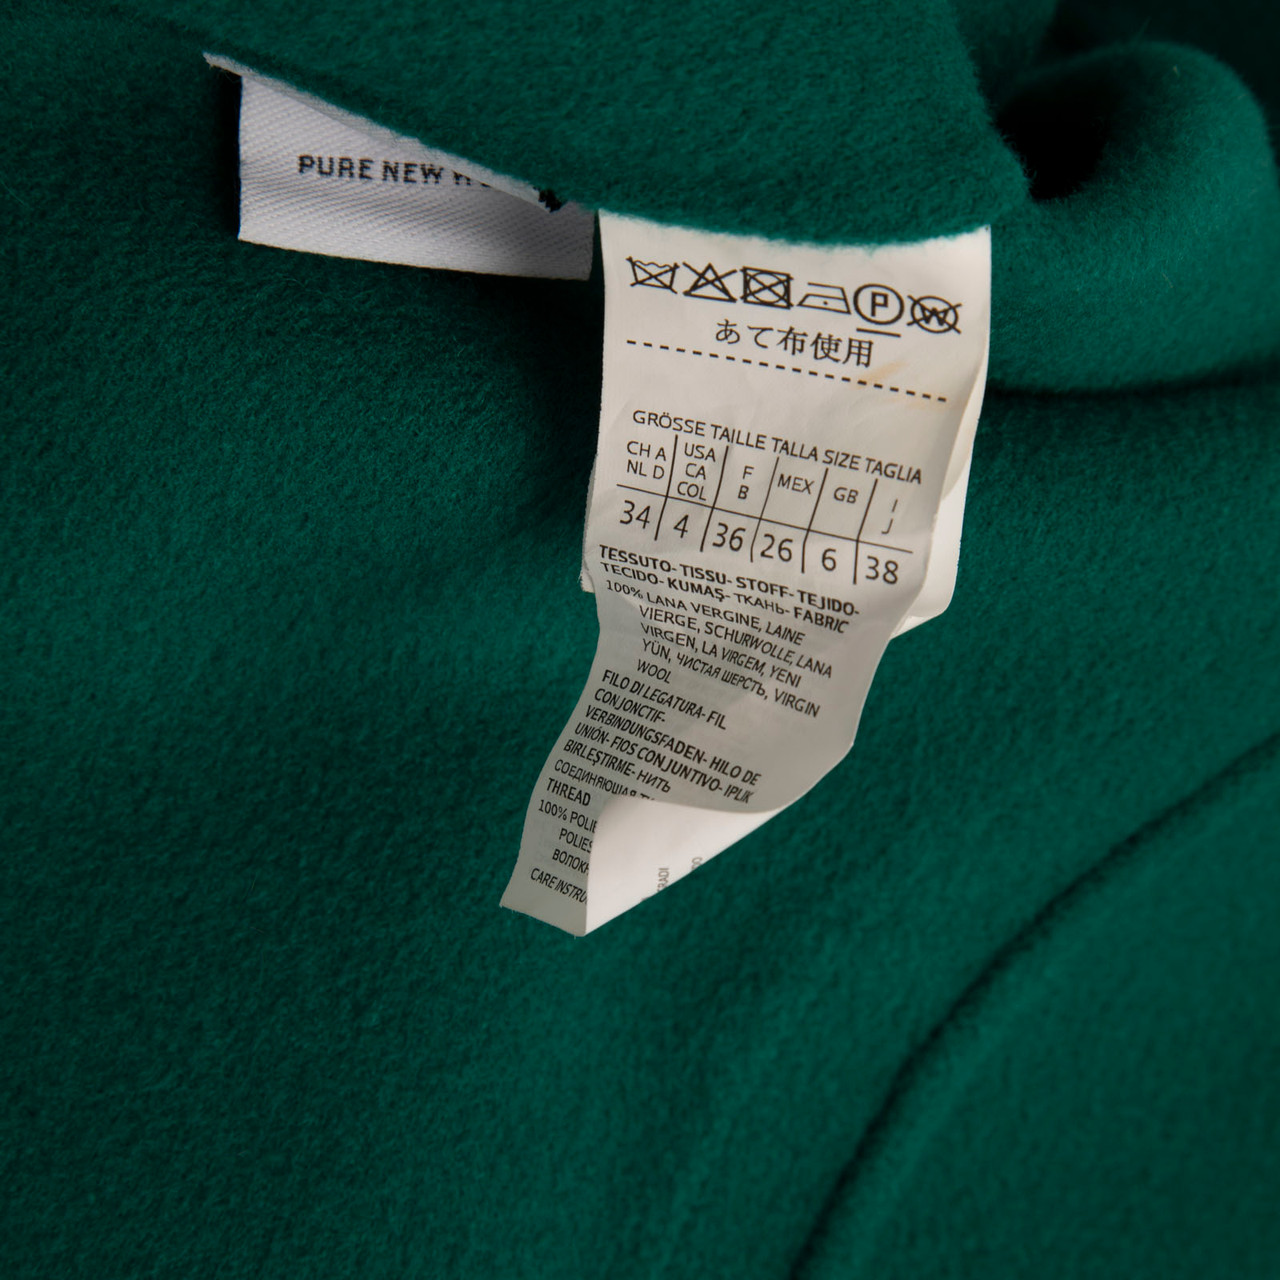 PURE NEW
P
W
あて布使用
GRÖSSE TAILLE TALLA SIZE TAGLIA
CH A NL D USA CA COL F B MEX GB I J
34 4 36 26 6 38
TESSUTO- TISSU- STOFF- TEJIDO-
TECIDO- KUMAŞ- ТКАНЬ- FABRIC
100% LANA VERGINE, LAINE
VIERGE, SCHURWOLLE, LANA
VIRGEN, LA VIRGEM, YENI
YÜN, ЧИСТАЯ ШЕРСТЬ, VIRGIN
WOOL
FILO DI LEGATURA- FIL
CONJONCTIF-
VERBINDUNGSFADEN- HILO DE
UNIÓN- FIOS CONJUNTIVO- IPLIK
BIRLEŞTIRME- НИТЬ
СОЕДИНЯЮЩАЯ
THREAD
100%
CARE